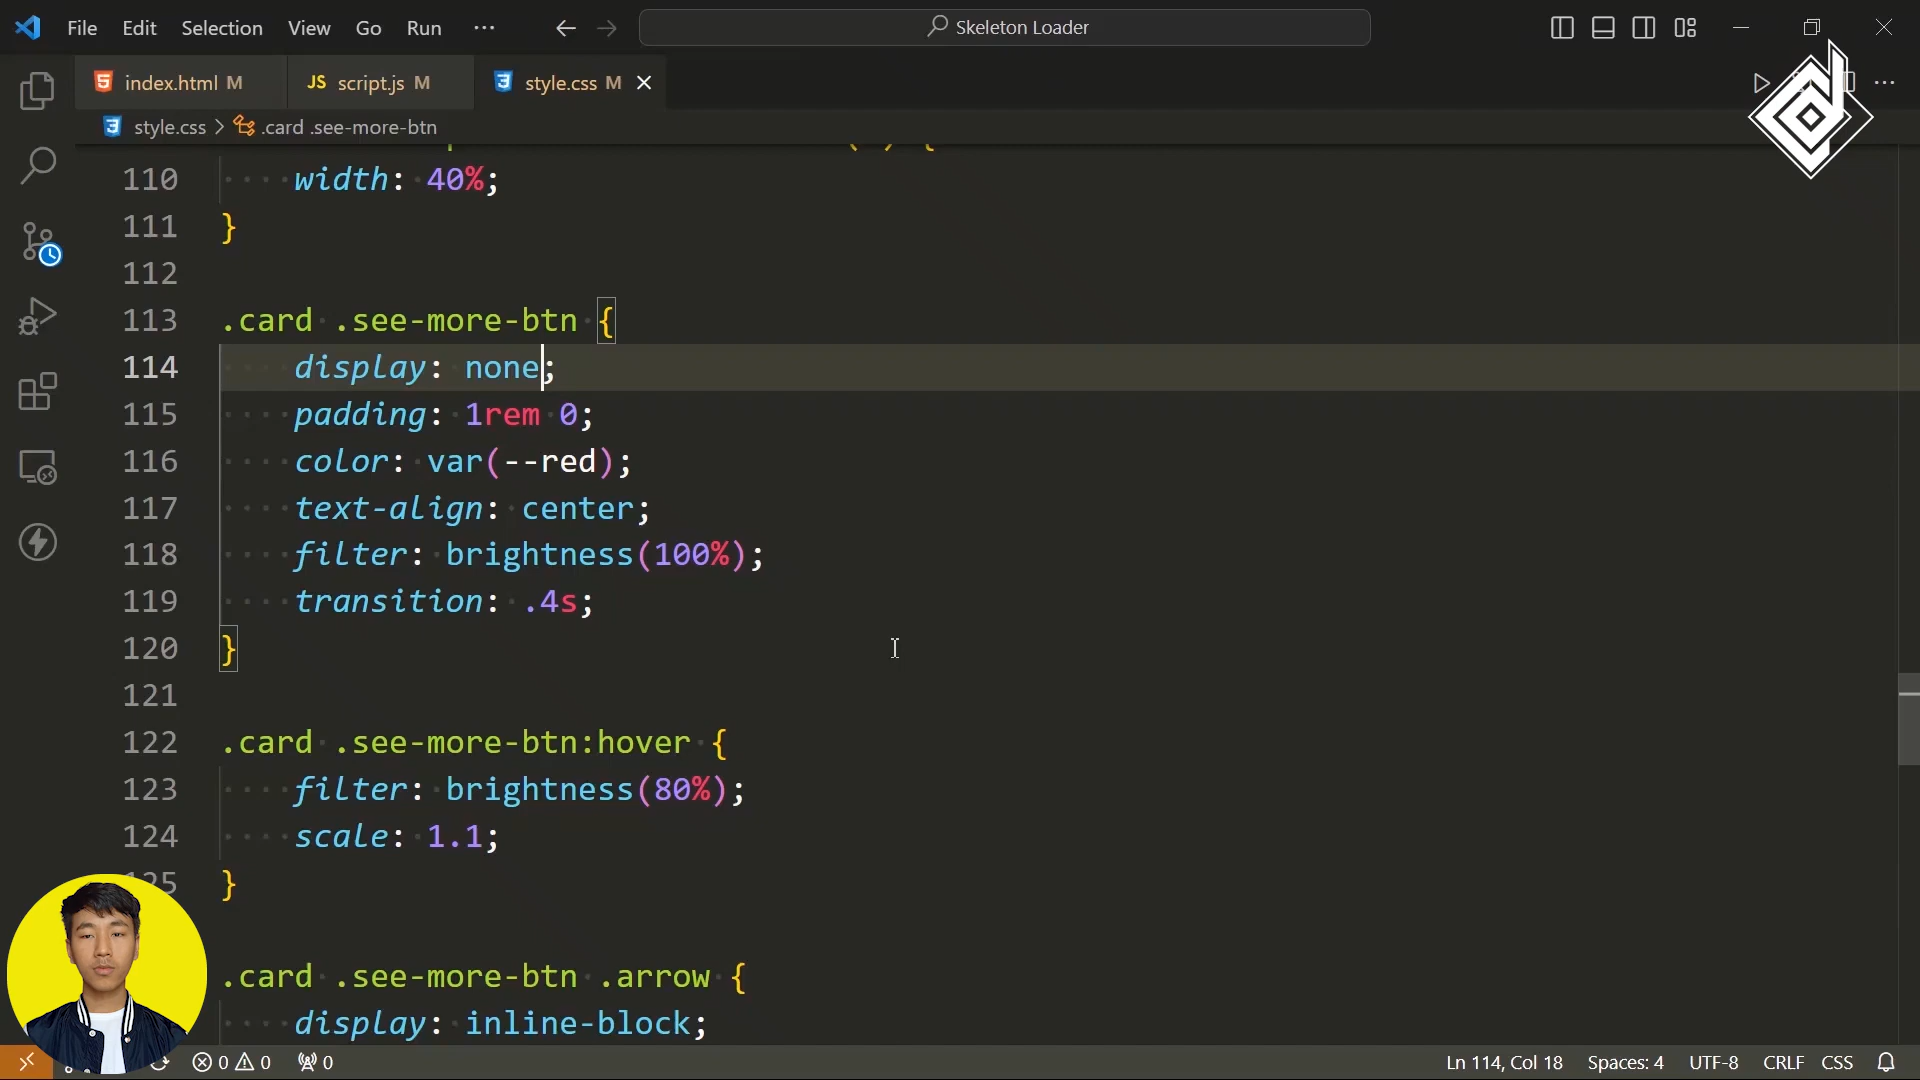 File Edit Selection View Go Run ··· Skeleton Loader
index.html M JS script.js M style.css M
style.css > .card .see-more-btn
110 width: 40%;
111 }
112
113 .card .see-more-btn {
114 display: none;
115 padding: 1rem 0;
116 color: var(--red);
117 text-align: center;
118 filter: brightness(100%);
119 transition: .4s;
120 }
121
122 .card .see-more-btn:hover {
123 filter: brightness(80%);
124 scale: 1.1;
125 }
.card .see-more-btn .arrow {
display: inline-block;
0 0 0 Ln 114, Col 18 Spaces: 4 UTF-8 CRLF CSS